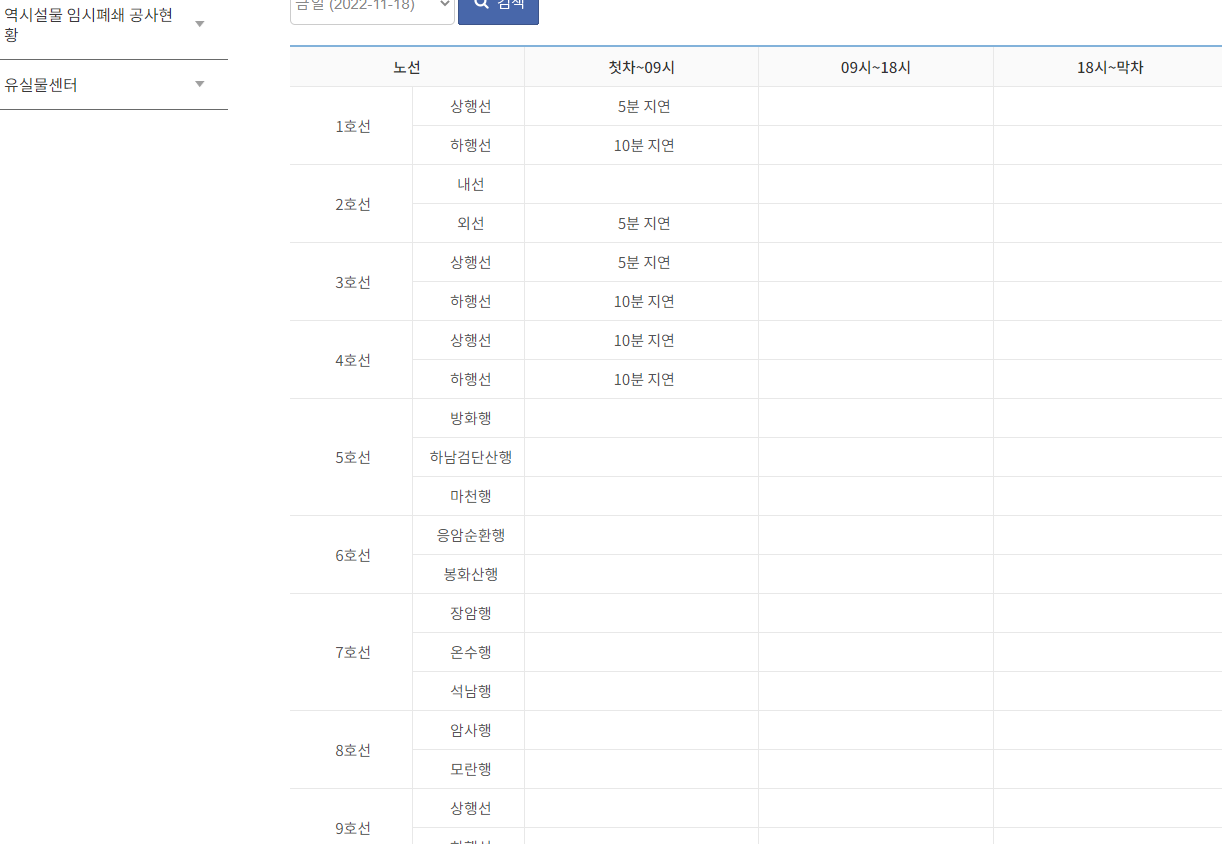 역시설물 임시폐쇄 공사현
황
유실물센터
금일 (2022-11-18)
검색
노선 첫차~09시 09시~18시 18시~막차
1호선
상행선 5분 지연
하행선 10분 지연
2호선
내선
외선 5분 지연
3호선
상행선 5분 지연
하행선 10분 지연
4호선
상행선 10분 지연
하행선 10분 지연
5호선
방화행
하남검단산행
마천행
6호선
응암순환행
봉화산행
7호선
장암행
온수행
석남행
8호선
암사행
모란행
9호선
상행선